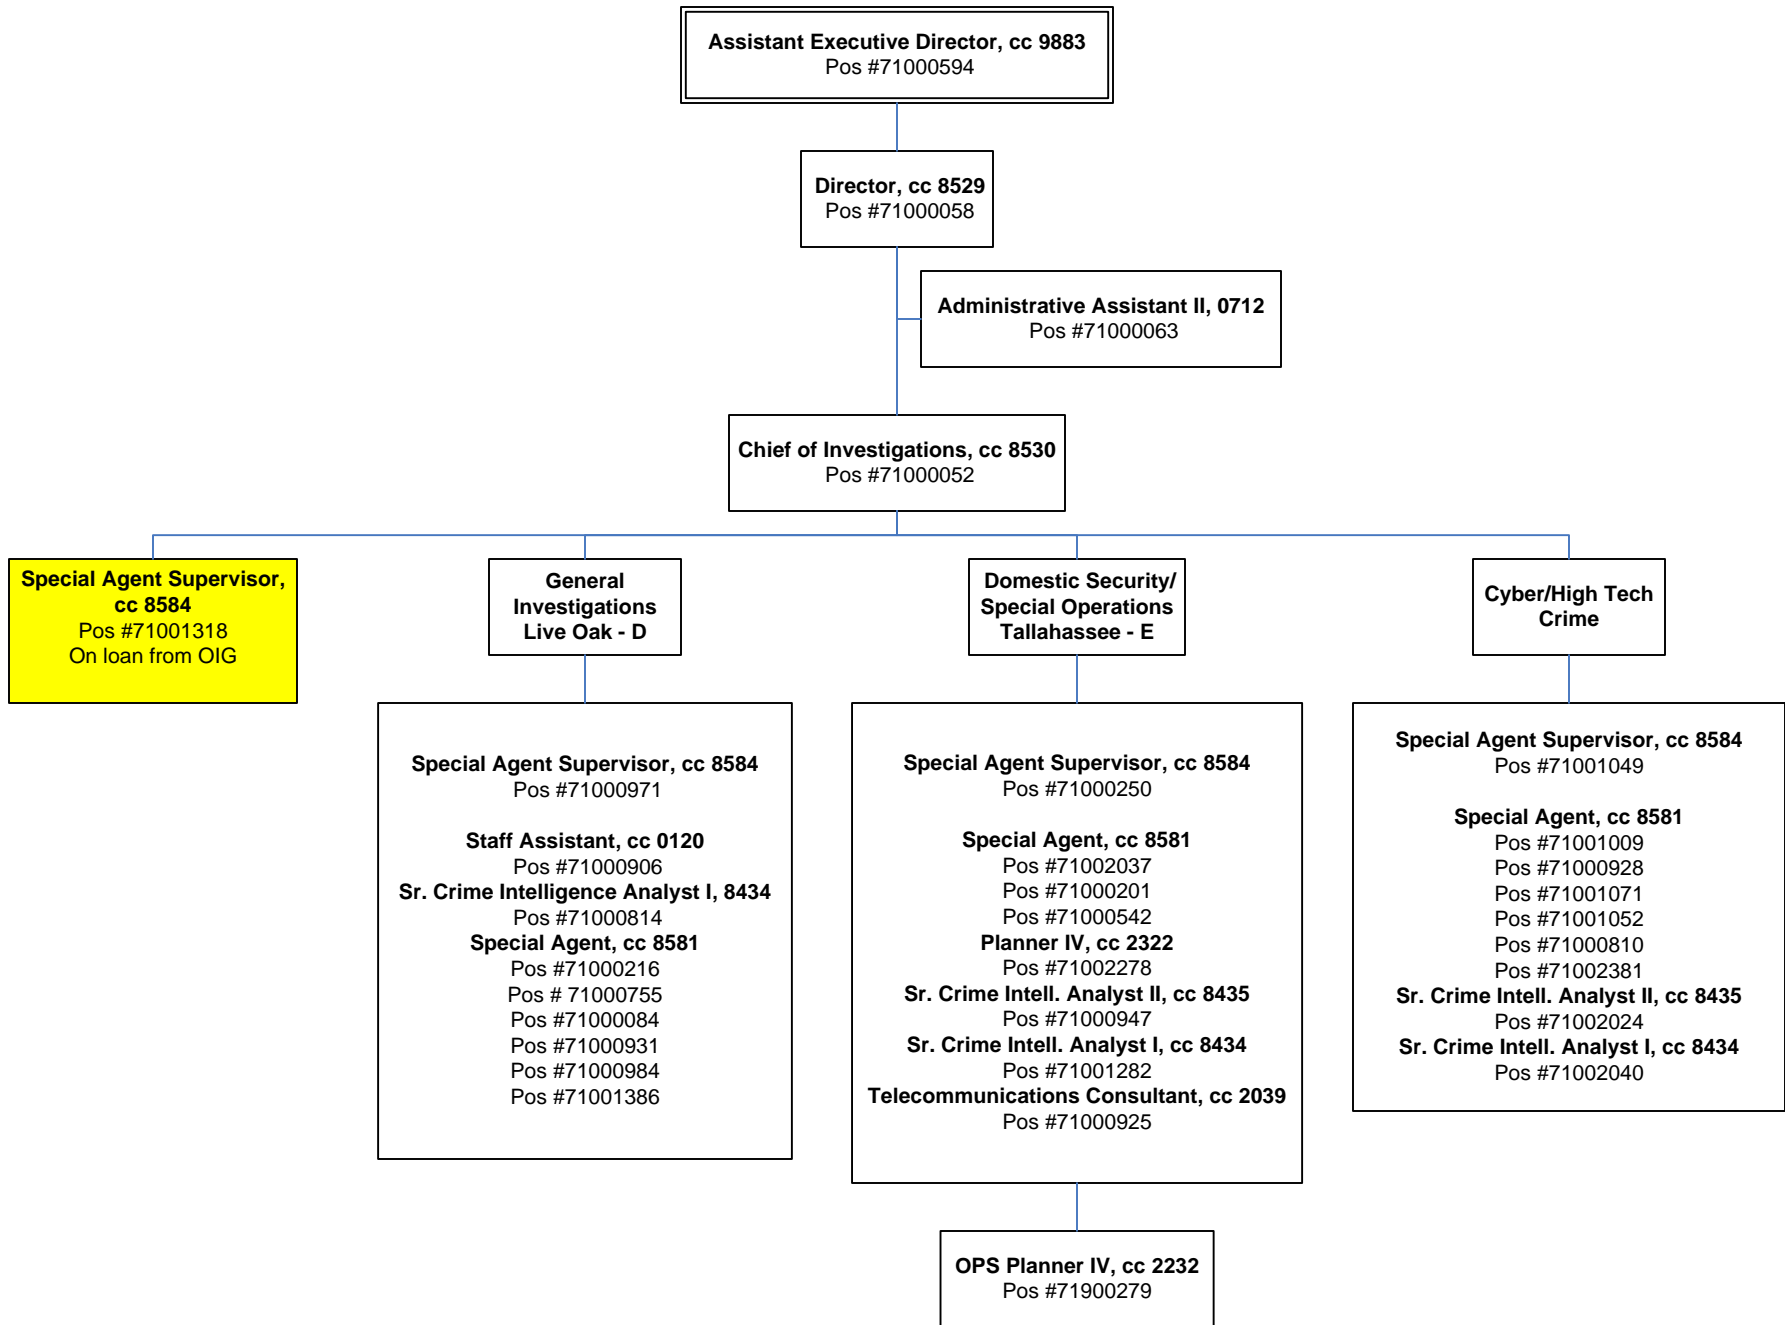 Assistant Executive Director, cc 9883
Pos #71000594
Director, cc 8529
Pos #71000058
Administrative Assistant II, 0712
Pos #71000063
Chief of Investigations, cc 8530
Pos #71000052
Special Agent Supervisor,
cc 8584
Pos #71001318
On loan from OIG
General
Investigations
Live Oak - D
Domestic Security/
Special Operations
Tallahassee - E
Cyber/High Tech
Crime
Special Agent Supervisor, cc 8584
Pos #71000971
Staff Assistant, cc 0120
Pos #71000906
Sr. Crime Intelligence Analyst I, 8434
Pos #71000814
Special Agent, cc 8581
Pos #71000216
Pos # 71000755
Pos #71000084
Pos #71000931
Pos #71000984
Pos #71001386
Special Agent Supervisor, cc 8584
Pos #71000250
Special Agent, cc 8581
Pos #71002037
Pos #71000201
Pos #71000542
Planner IV, cc 2322
Pos #71002278
Sr. Crime Intell. Analyst II, cc 8435
Pos #71000947
Sr. Crime Intell. Analyst I, cc 8434
Pos #71001282
Telecommunications Consultant, cc 2039
Pos #71000925
Special Agent Supervisor, cc 8584
Pos #71001049
Special Agent, cc 8581
Pos #71001009
Pos #71000928
Pos #71001071
Pos #71001052
Pos #71000810
Pos #71002381
Sr. Crime Intell. Analyst II, cc 8435
Pos #71002024
Sr. Crime Intell. Analyst I, cc 8434
Pos #71002040
OPS Planner IV, cc 2232
Pos #71900279